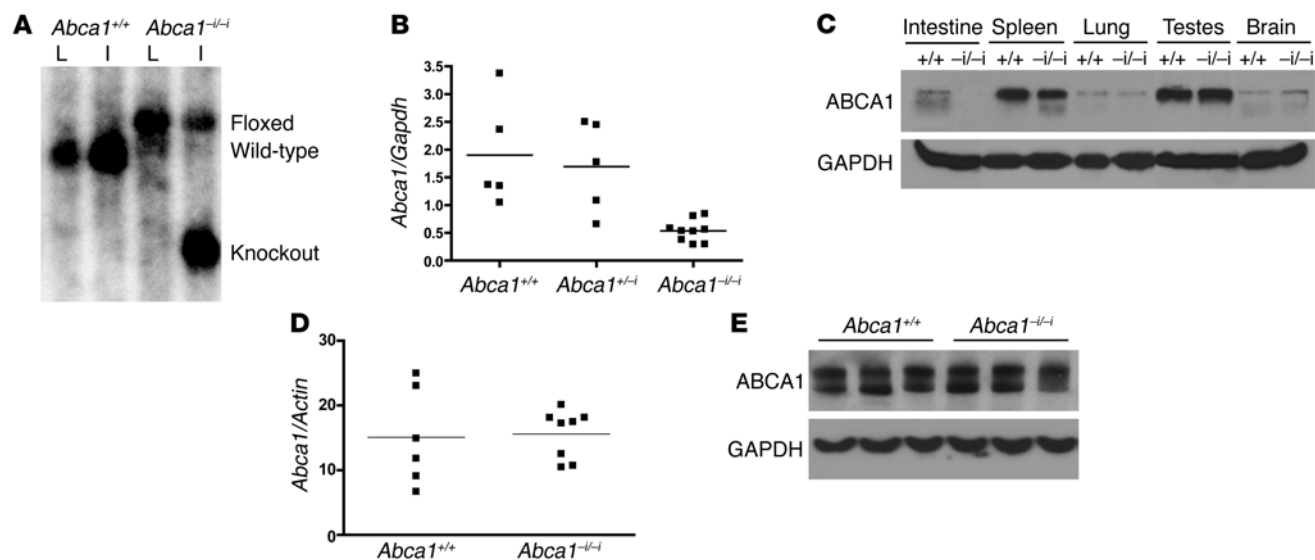 A
Abca1+/+ Abca1–i/–i
L I L I
Floxed
Wild-type
Knockout
B
Abca1/Gapdh
3.5
3.0
2.5
2.0
1.5
1.0
0.5
0.0
Abca1+/+ Abca1+/–i Abca1–i/–i
C
Intestine Spleen Lung Testes Brain
+/+ –i/–i +/+ –i/–i +/+ –i/–i +/+ –i/–i +/+ –i/–i
ABCA1
GAPDH
D
Abca1/Actin
30
20
10
0
Abca1+/+ Abca1–i/–i
E
Abca1+/+ Abca1–i/–i
ABCA1
GAPDH